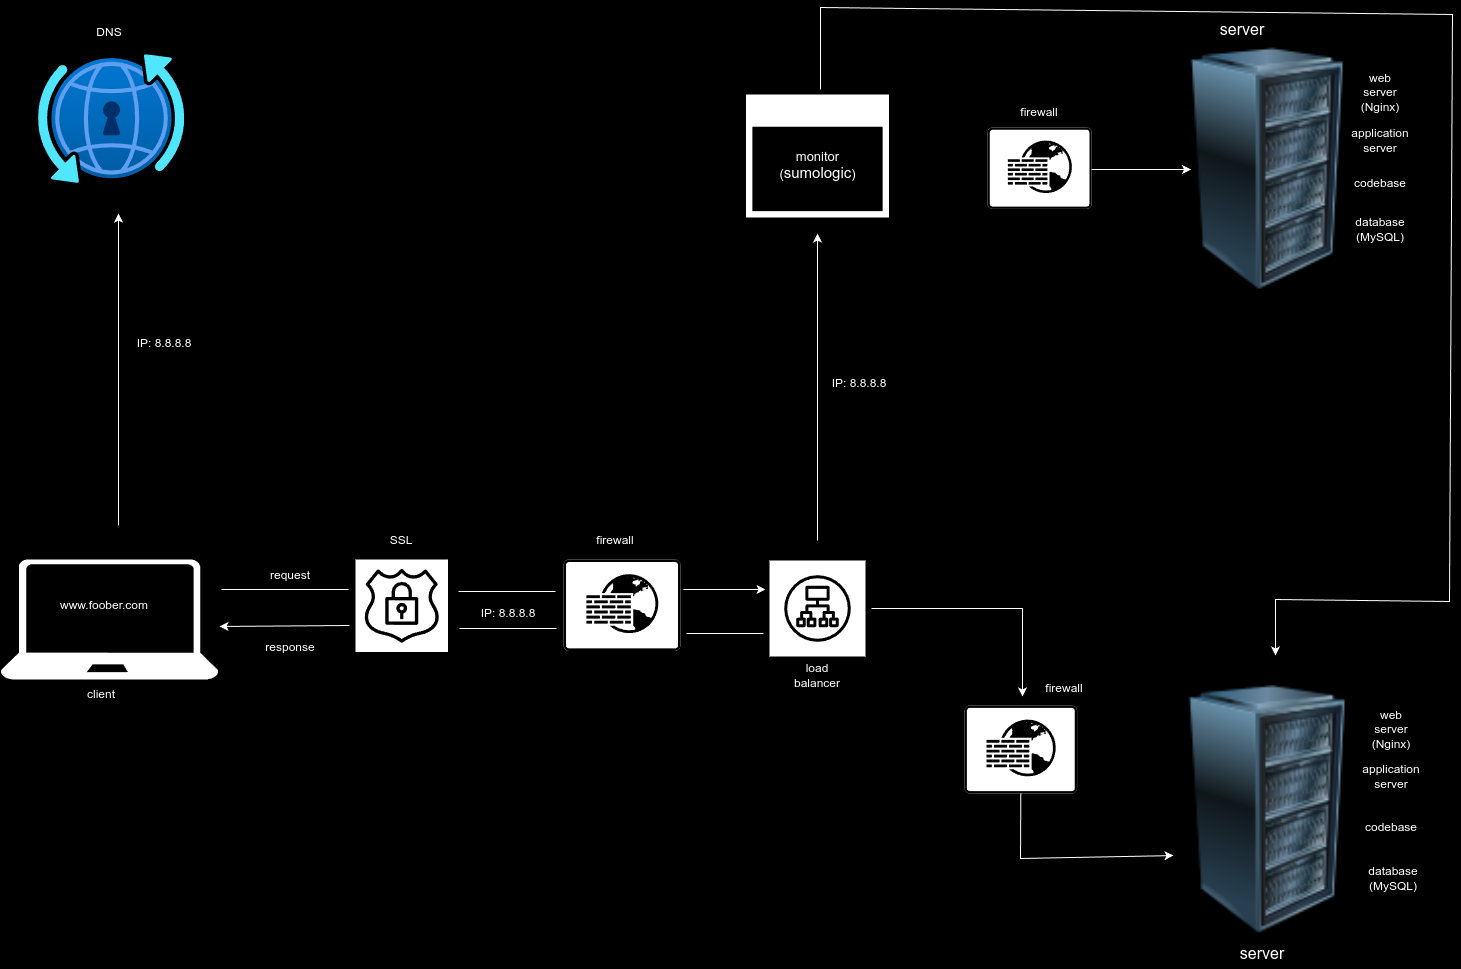 DNS
server
web
server
(Nginx)
firewall
application
server
monitor
(sumologic)
codebase
database
(MySQL)
IP: 8.8.8.8
IP: 8.8.8.8
SSL
firewall
request
www.foober.com
IP: 8.8.8.8
response
client
load
balancer
firewall
web
server
(Nginx)
application
server
codebase
database
(MySQL)
server